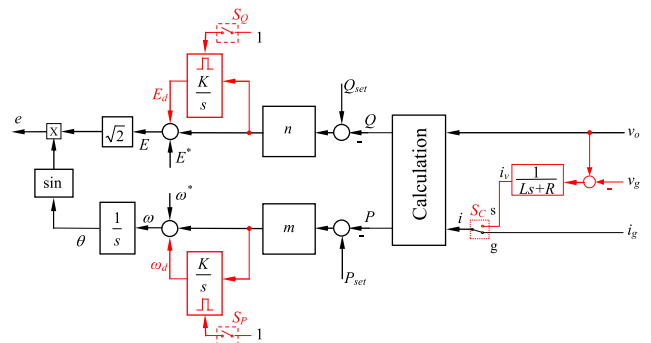 S_Q
1
K
s
E_d
Q_set
e
X
√2
E
E*
n
Q
-
Calculation
v_o
sin
ω*
i_v
1
Ls+R
-
v_g
S_C
s
θ
1
s
ω
m
P
-
i
g
i_g
ω_d
K
s
P_set
S_P
1